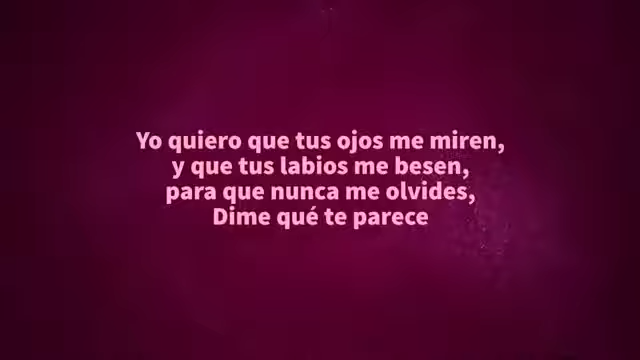 Yo quiero que tus ojos me miren,
y que tus labios me besen,
para que nunca me olvides,
Dime qué te parece